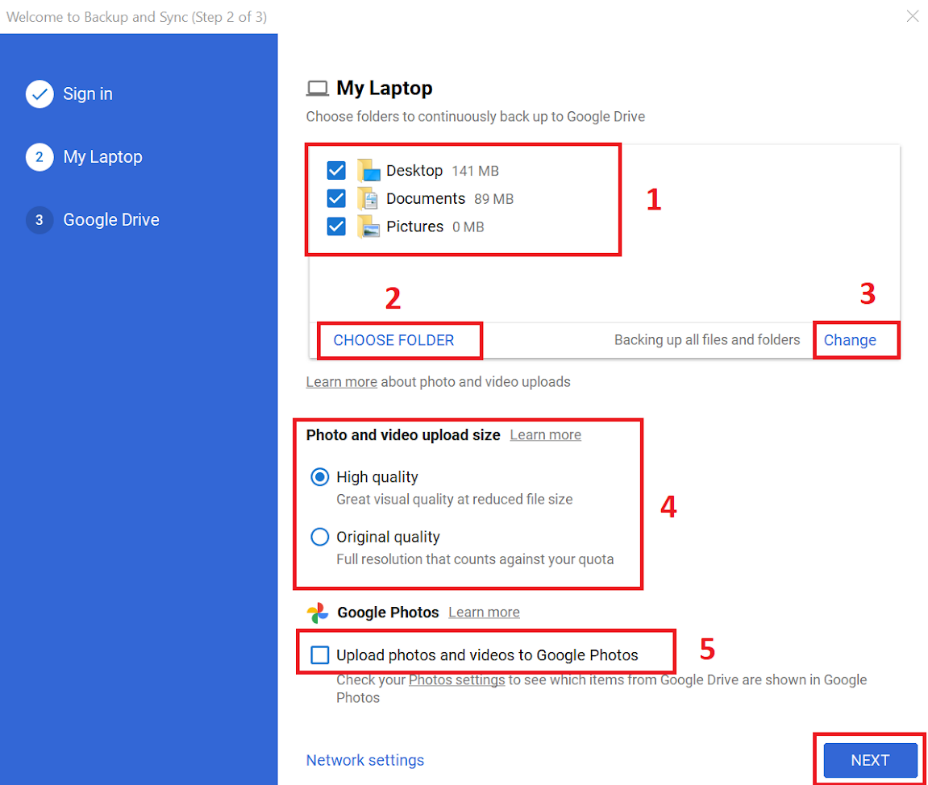 Welcome to Backup and Sync (Step 2 of 3)
Sign in
2 My Laptop
3 Google Drive
My Laptop
Choose folders to continuously back up to Google Drive
Desktop 141 MB
Documents 89 MB
Pictures 0 MB
1
2
3
CHOOSE FOLDER Backing up all files and folders Change
Learn more about photo and video uploads
Photo and video upload size Learn more
High quality
Great visual quality at reduced file size
4
Original quality
Full resolution that counts against your quota
Google Photos Learn more
Upload photos and videos to Google Photos
5
Check your Photos settings to see which items from Google Drive are shown in Google
Photos
Network settings
NEXT